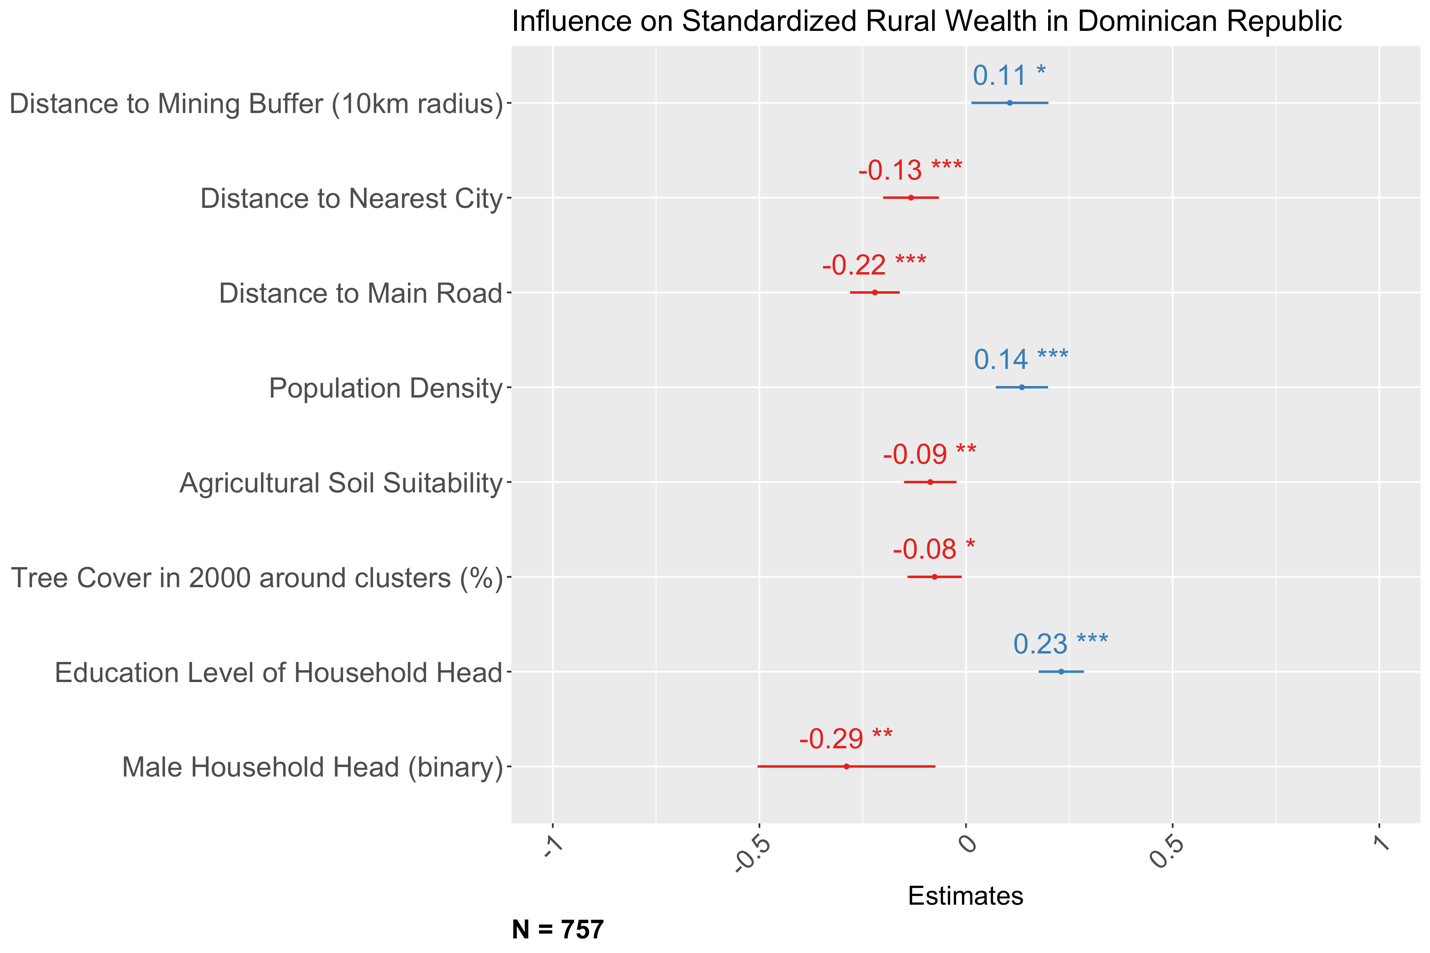 Influence on Standardized Rural Wealth in Dominican Republic
Distance to Mining Buffer (10km radius)
0.11 *
Distance to Nearest City
-0.13 ***
Distance to Main Road
-0.22 ***
Population Density
0.14 ***
Agricultural Soil Suitability
-0.09 **
Tree Cover in 2000 around clusters (%)
-0.08 *
Education Level of Household Head
0.23 ***
Male Household Head (binary)
-0.29 **
-1 -0.5 0 0.5 1
Estimates
N = 757